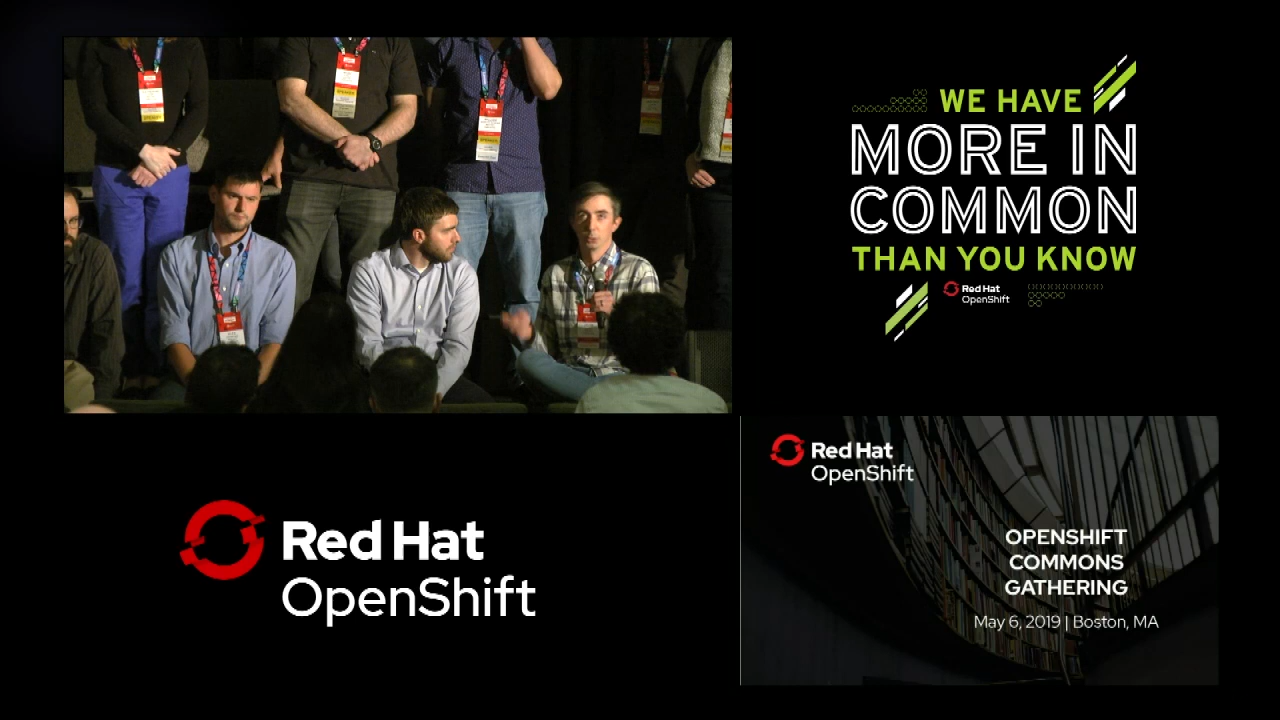 WE HAVE
MORE IN
COMMON
THAN YOU KNOW
Red Hat
OpenShift
Red Hat
OpenShift
Red Hat
OpenShift
OPENSHIFT
COMMONS
GATHERING
May 6, 2019 | Boston, MA